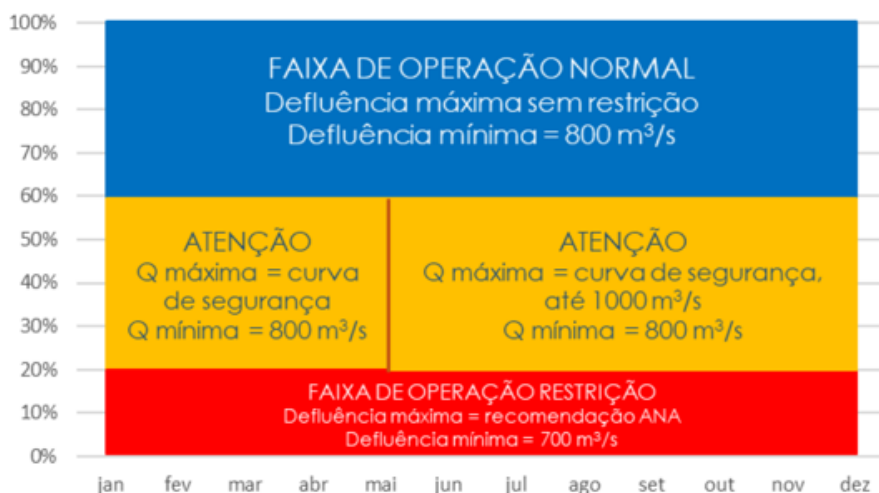 100%
90%
80%
70%
60%
50%
40%
30%
20%
10%
0%
FAIXA DE OPERAÇÃO NORMAL
Defluência máxima sem restrição
Defluência mínima = 800 m³/s
ATENÇÃO
Q máxima = curva
de segurança
Q mínima = 800 m³/s
ATENÇÃO
Q máxima = curva de segurança,
até 1000 m³/s
Q mínima = 800 m³/s
FAIXA DE OPERAÇÃO RESTRIÇÃO
Defluência máxima = recomendação ANA
Defluência mínima = 700 m³/s
jan fev mar abr mai jun jul ago set out nov dez